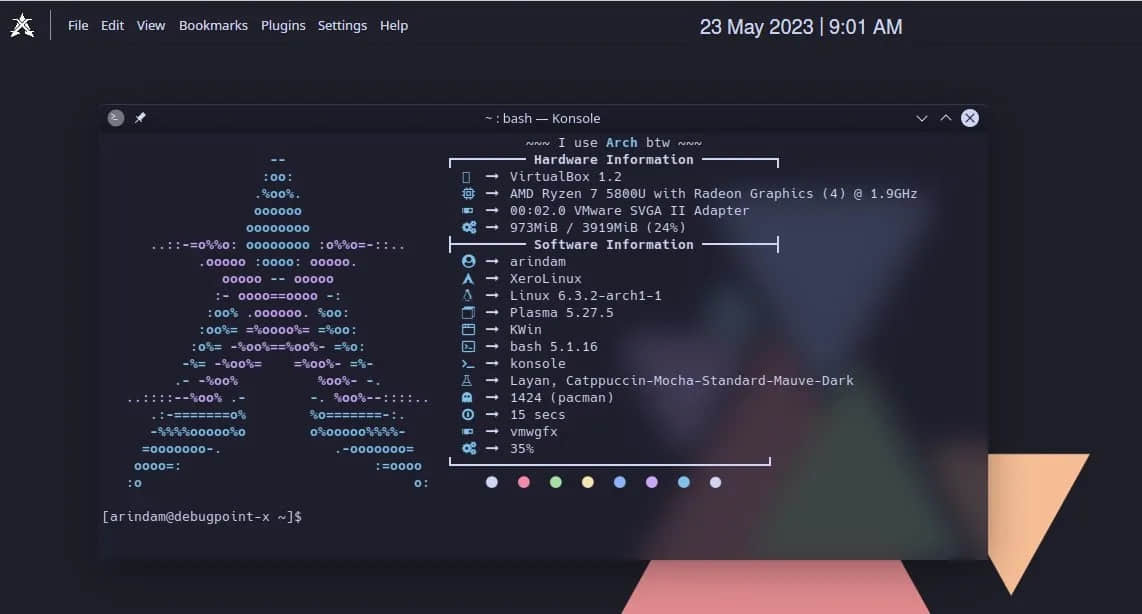 File Edit View Bookmarks Plugins Settings Help
23 May 2023 | 9:01 AM
~ : bash — Konsole
~~~ I use Arch btw ~~~
Hardware Information
VirtualBox 1.2
AMD Ryzen 7 5800U with Radeon Graphics (4) @ 1.9GHz
00:02.0 VMware SVGA II Adapter
973MiB / 3919MiB (24%)
Software Information
arindam
XeroLinux
Linux 6.3.2-arch1-1
Plasma 5.27.5
KWin
bash 5.1.16
konsole
Layan, Catppuccin-Mocha-Standard-Mauve-Dark
1424 (pacman)
15 secs
vmwgfx
35%
[arindam@debugpoint-x ~]$